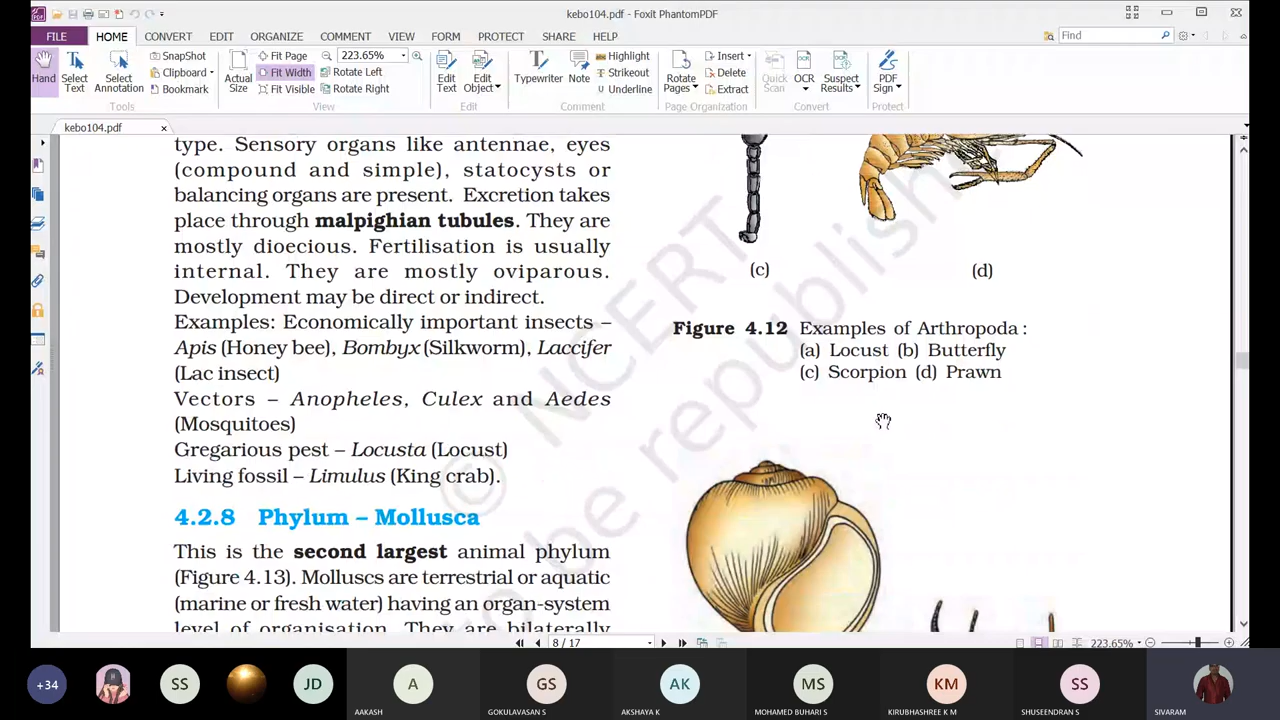 kebo104.pdf - Foxit PhantomPDF
FILE HOME CONVERT EDIT ORGANIZE COMMENT VIEW FORM PROTECT SHARE HELP
Find
Hand
Select Text
Select Annotation
SnapShot
Clipboard
Bookmark
Tools
Actual Size
Fit Page
Fit Width
Fit Visible
223.65%
Rotate Left
Rotate Right
View
Edit Text
Edit Object
Edit
Typewriter
Note
Highlight
Strikeout
Underline
Comment
Rotate Pages
Insert
Delete
Extract
Page Organization
Quick Scan
OCR
Suspect Results
Convert
PDF Sign
Protect
kebo104.pdf
type. Sensory organs like antennae, eyes
(compound and simple), statocysts or
balancing organs are present. Excretion takes
place through malpighian tubules. They are
mostly dioecious. Fertilisation is usually
internal. They are mostly oviparous.
Development may be direct or indirect.
Examples: Economically important insects –
Apis (Honey bee), Bombyx (Silkworm), Laccifer
(Lac insect)
Vectors – Anopheles, Culex and Aedes
(Mosquitoes)
Gregarious pest – Locusta (Locust)
Living fossil – Limulus (King crab).
4.2.8 Phylum – Mollusca
This is the second largest animal phylum
(Figure 4.13). Molluscs are terrestrial or aquatic
(marine or fresh water) having an organ-system
level of organisation. They are bilaterally
(c) (d)
Figure 4.12 Examples of Arthropoda :
(a) Locust (b) Butterfly
(c) Scorpion (d) Prawn
© NCERT
be republished
8 / 17
223.65%
+34
SS
JD
A
AAKASH
GS
GOKULAVASAN S
AK
AKSHAYA K
MS
MOHAMED BUHARI S
KM
KIRUBHASHREE K M
SS
SHUSEENDRAN S
SIVARAM